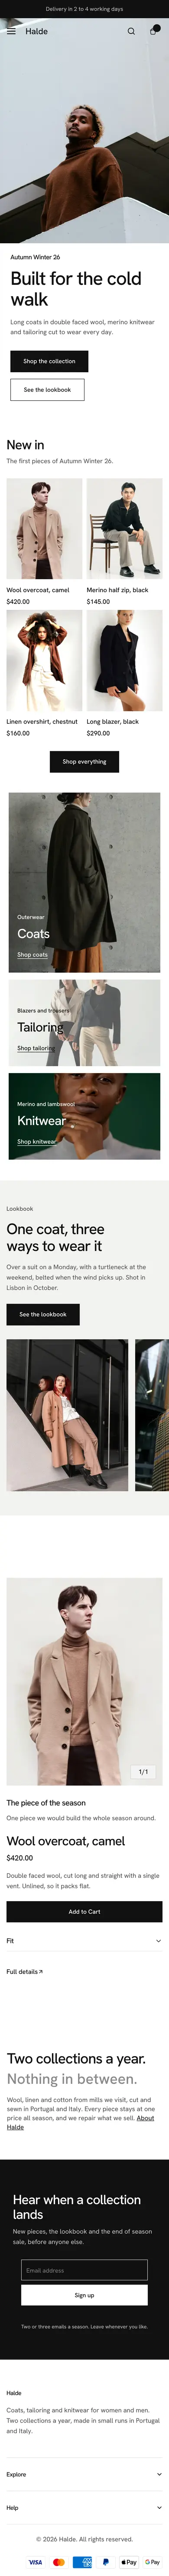 Delivery in 2 to 4 working days
Halde
Autumn Winter 26
Built for the cold
walk
Long coats in double faced wool, merino knitwear
and tailoring cut to wear every day.
Shop the collection
See the lookbook
New in
The first pieces of Autumn Winter 26.
Wool overcoat, camel
$420.00
Merino half zip, black
$145.00
Linen overshirt, chestnut
$160.00
Long blazer, black
$290.00
Shop everything
Outerwear
Coats
Shop coats
Blazers and trousers
Tailoring
Shop tailoring
Merino and lambswool
Knitwear
Shop knitwear
Lookbook
One coat, three
ways to wear it
Over a suit on a Monday, with a turtleneck at the
weekend, belted when the wind picks up. Shot in
Lisbon in October.
See the lookbook
1/1
The piece of the season
One piece we would build the whole season around.
Wool overcoat, camel
$420.00
Double faced wool, cut long and straight with a single
vent. Unlined, so it packs flat.
Add to Cart
Fit
Full details
Two collections a year.
Nothing in between.
Wool, linen and cotton from mills we visit, cut and
sewn in Portugal and Italy. Every piece stays at one
price all season, and we repair what we sell. About
Halde
Hear when a collection
lands
New pieces, the lookbook and the end of season
sale, before anyone else.
Email address
Sign up
Two or three emails a season. Leave whenever you like.
Halde
Coats, tailoring and knitwear for women and men.
Two collections a year, made in small runs in Portugal
and Italy.
Explore
Help
© 2026 Halde. All rights reserved.
VISA
PayPal
Pay
G Pay